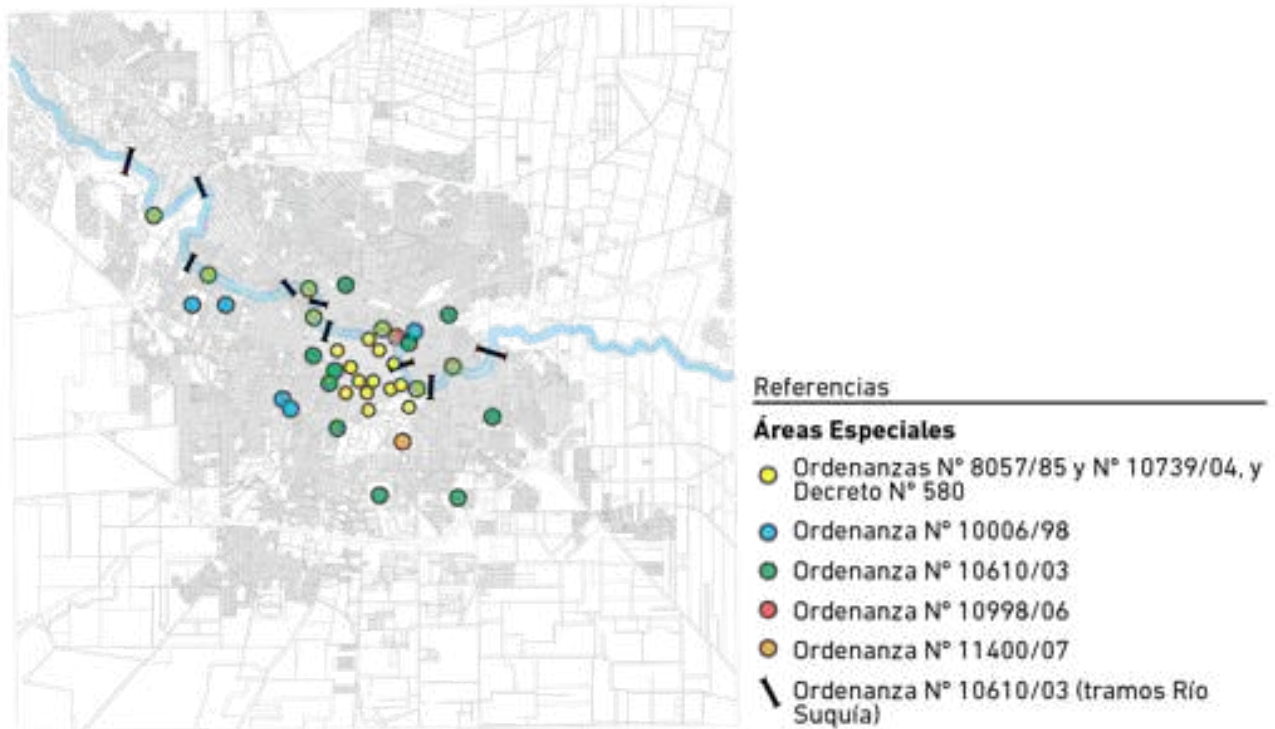 Referencias
Áreas Especiales
Ordenanzas N° 8057/85 y N° 10739/04, y
Decreto N° 580
Ordenanza N° 10006/98
Ordenanza N° 10610/03
Ordenanza N° 10998/06
Ordenanza N° 11400/07
Ordenanza N° 10610/03 (tramos Río
Suquía)